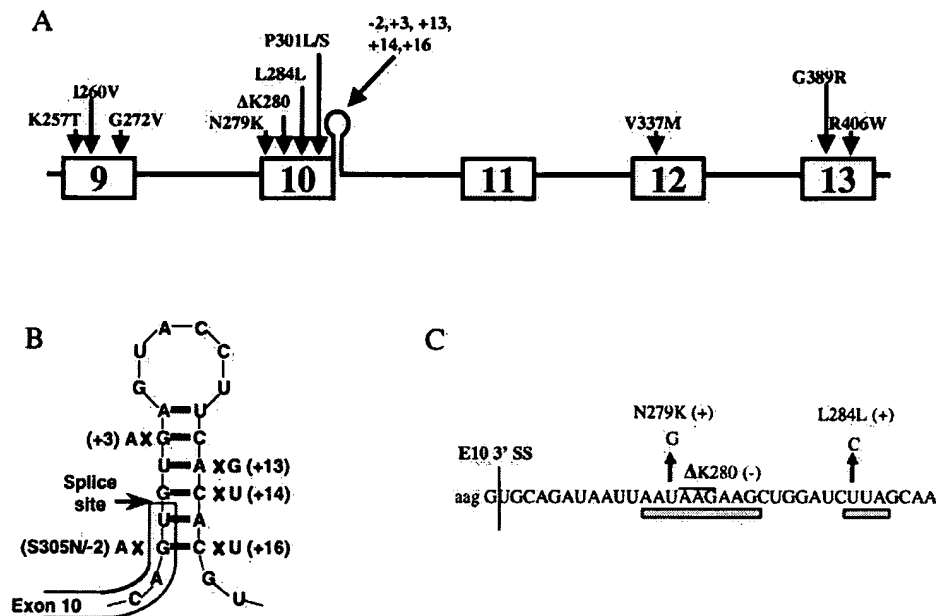 A
-2,+3, +13,
+14,+16
P301L/S
L284L
ΔK280
N279K
I260V
K257T
G272V
G389R
V337M
R406W
9
10
11
12
13
B
A C
U C
G U
A U
(+3) A X G C
U A X G (+13)
Splice
site
G C X U (+14)
U A
(S305N/-2) A X G C X U (+16)
A G
C U
Exon 10
C
N279K (+)
L284L (+)
G
C
E10 3' SS
ΔK280 (-)
aag GUGCAGAUAAUUAAUAAGAAGCUGGAUCUUAGCAA